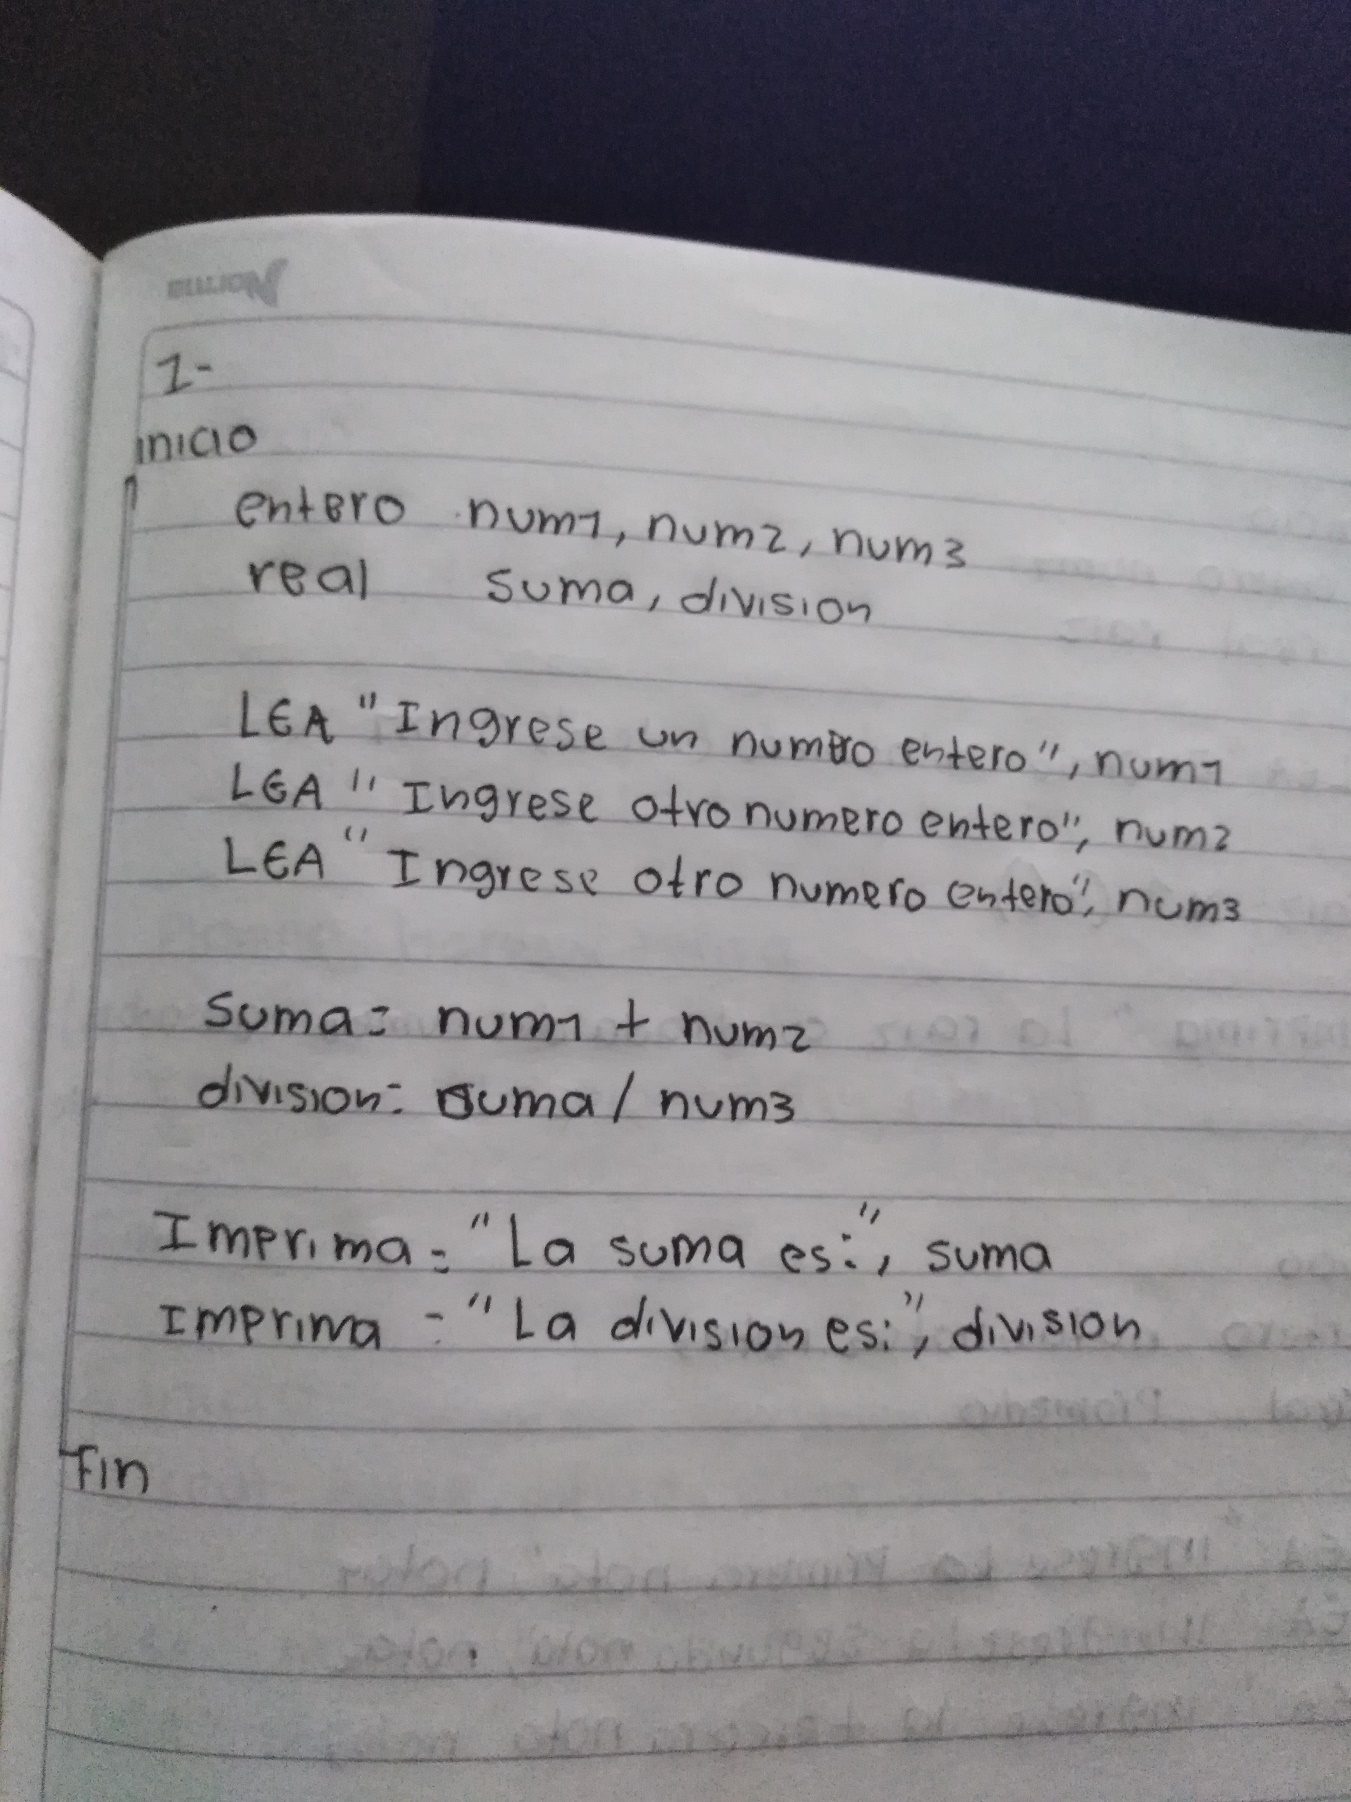 Norma
1-
inicio
entero num1, num2, num3
real suma, division
LEA "Ingrese un numero entero", num1
LEA "Ingrese otro numero entero", num2
LEA "Ingrese otro numero entero", num3
suma = num1 + num2
division = suma / num3
Imprima = "La suma es:", suma
Imprima = "La division es:", division
Fin